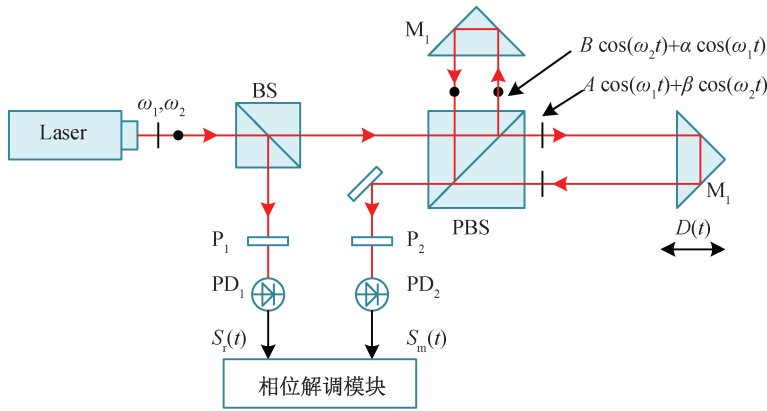 M₁
B cos(ω₂t)+α cos(ω₁t)
A cos(ω₁t)+β cos(ω₂t)
BS
ω₁,ω₂
Laser
M₁
PBS
D(t)
P₁
P₂
PD₁
PD₂
Sᵣ(t)
Sₘ(t)
相位解调模块